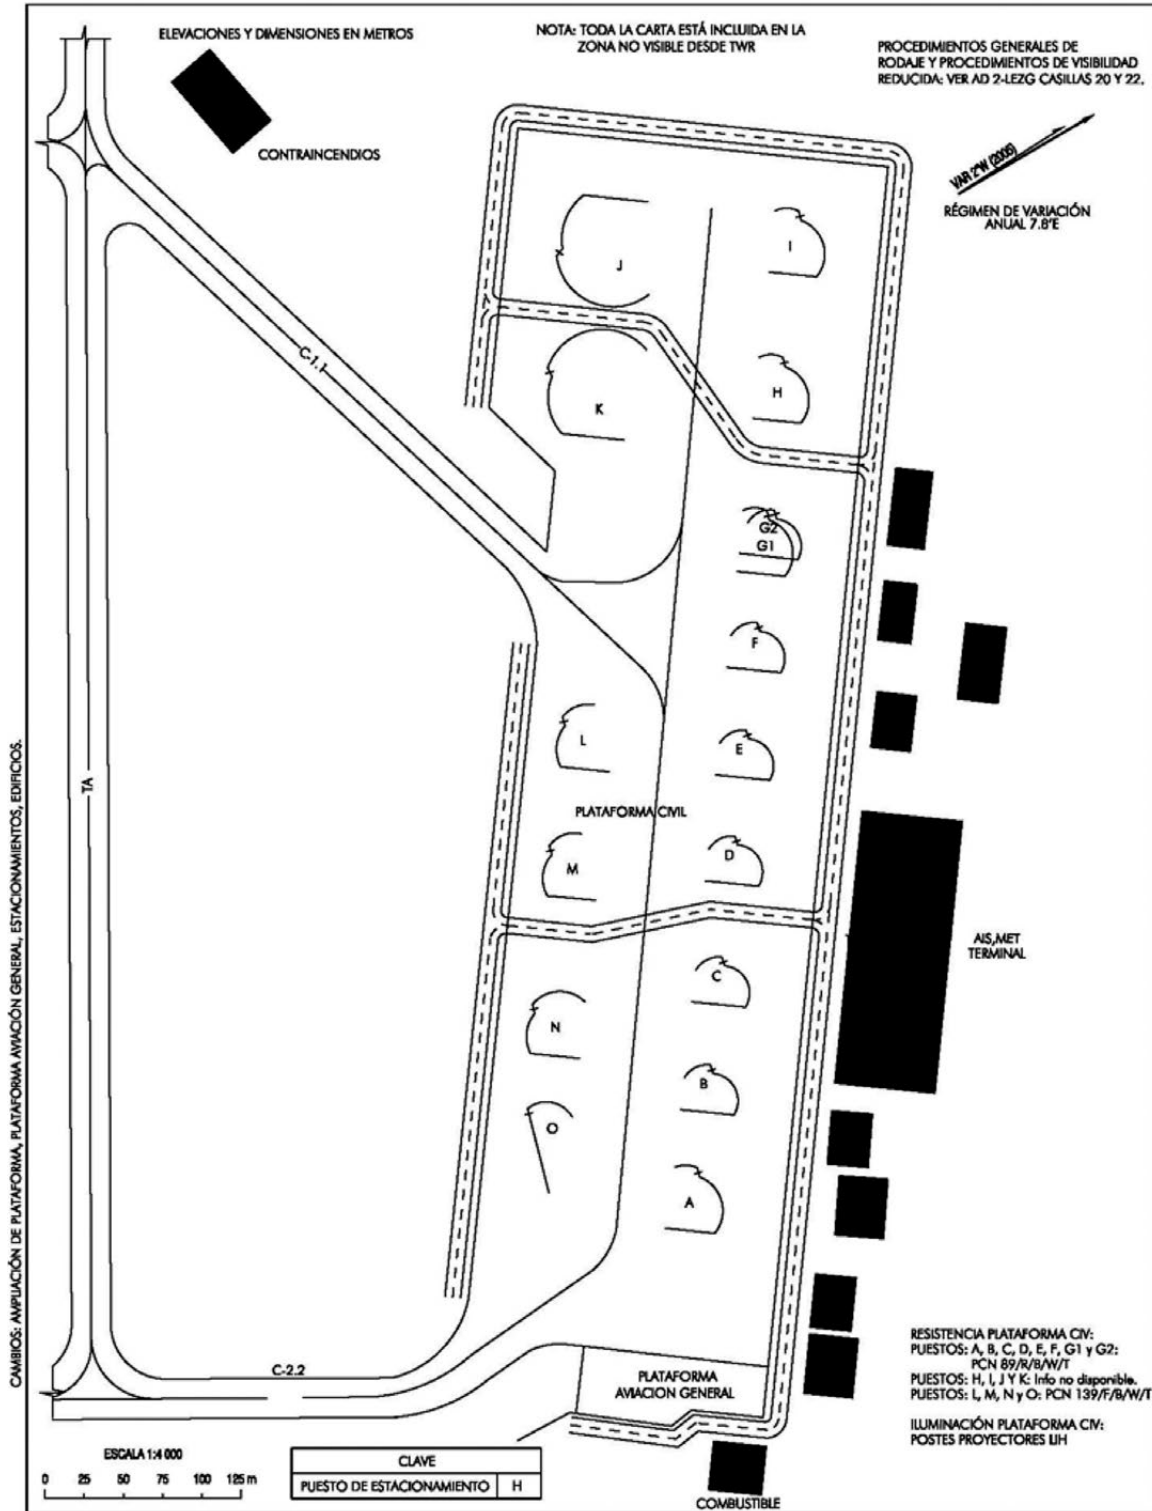 ELEVACIONES Y DIMENSIONES EN METROS
NOTA: TODA LA CARTA ESTÁ INCLUIDA EN LA
ZONA NO VISIBLE DESDE TWR
PROCEDIMIENTOS GENERALES DE
RODAJE Y PROCEDIMIENTOS DE VISIBILIDAD
REDUCIDA: VER AD 2-LEZG CASILLAS 20 Y 22.
CONTRAINCENDIOS
VAR 2°W (2005)
RÉGIMEN DE VARIACIÓN
ANUAL 7.8'E
I
J
C-1.1
H
K
G2
G1
F
L
E
TA
PLATAFORMA CIVIL
D
M
AIS,MET
TERMINAL
C
N
B
O
A
CAMBIOS: AMPLIACIÓN DE PLATAFORMA, PLATAFORMA AVIACIÓN GENERAL, ESTACIONAMIENTOS, EDIFICIOS.
C-2.2
PLATAFORMA
AVIACION GENERAL
RESISTENCIA PLATAFORMA CIV:
PUESTOS: A, B, C, D, E, F, G1 y G2:
PCN 89/R/B/W/T
PUESTOS: H, I, J Y K: Info no disponible.
PUESTOS: L, M, N y O: PCN 139/F/B/W/T
ILUMINACIÓN PLATAFORMA CIV:
POSTES PROYECTORES LIH
ESCALA 1:4 000
0 25 50 75 100 125 m
CLAVE
PUESTO DE ESTACIONAMIENTO H
COMBUSTIBLE